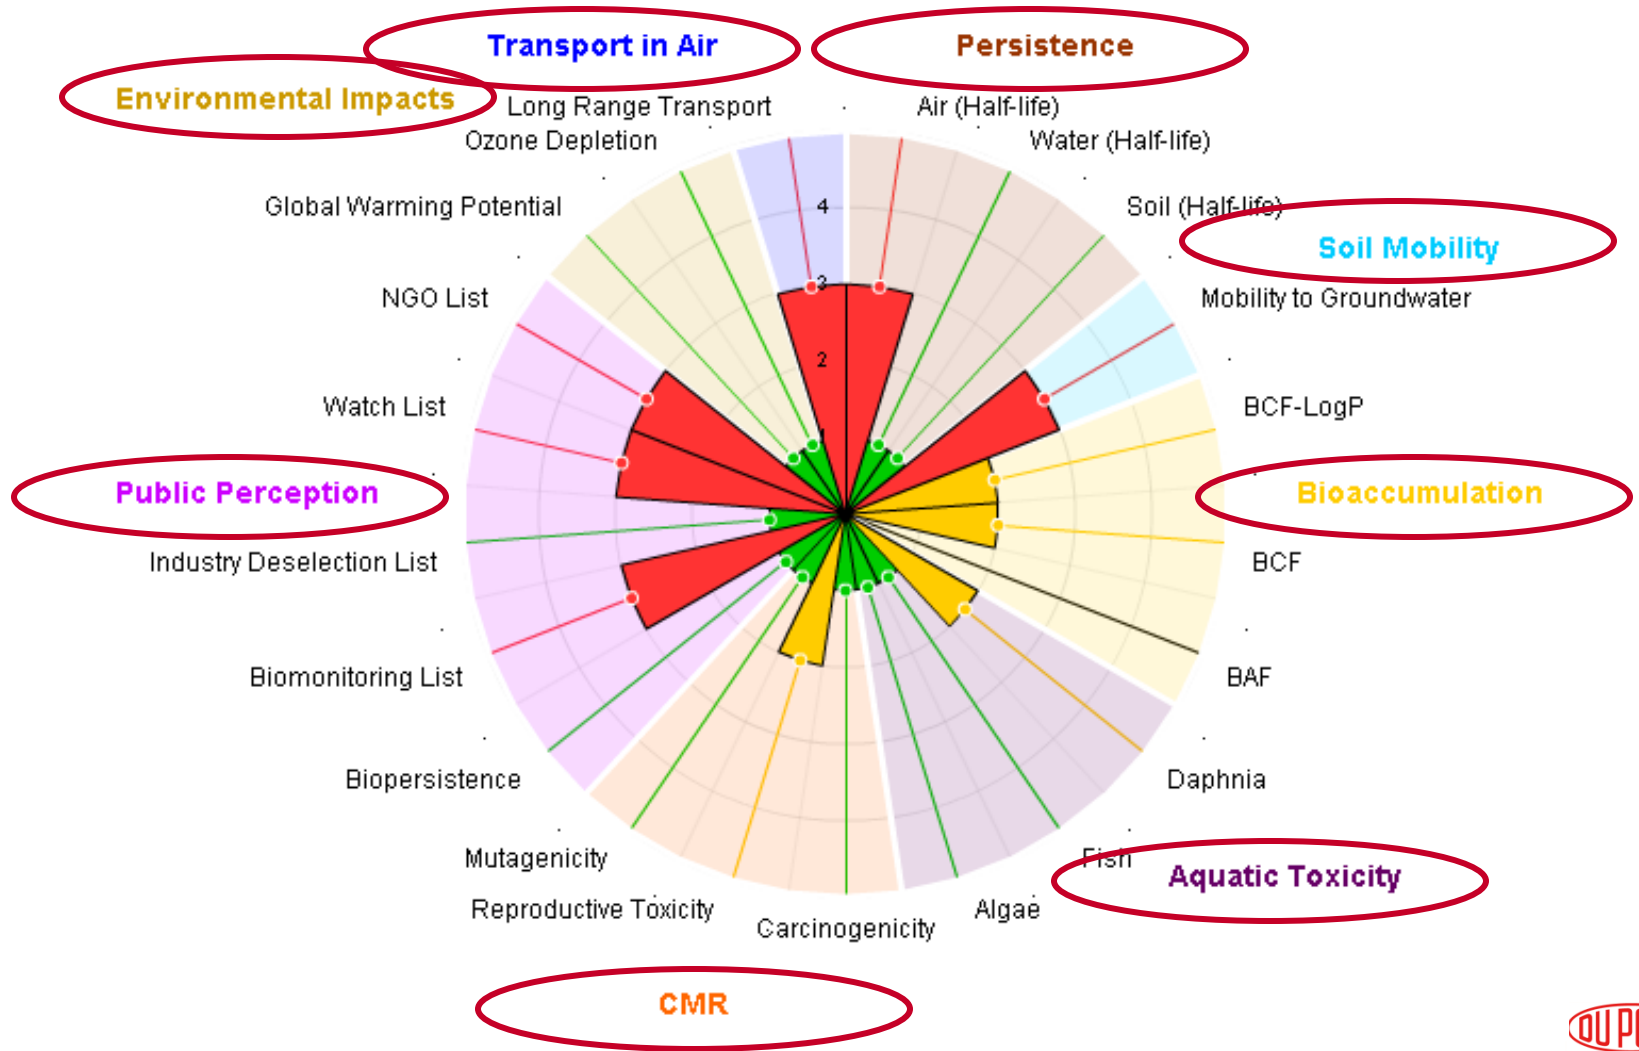 Transport in Air
Persistence
Environmental Impacts
Long Range Transport
Air (Half-life)
Ozone Depletion
Water (Half-life)
Global Warming Potential
Soil (Half-life)
4
Soil Mobility
3
NGO List
Mobility to Groundwater
2
Watch List
BCF-LogP
1
Public Perception
Bioaccumulation
Industry Deselection List
BCF
Biomonitoring List
BAF
Biopersistence
Daphnia
Mutagenicity
Fish
Aquatic Toxicity
Reproductive Toxicity
Algae
Carcinogenicity
CMR